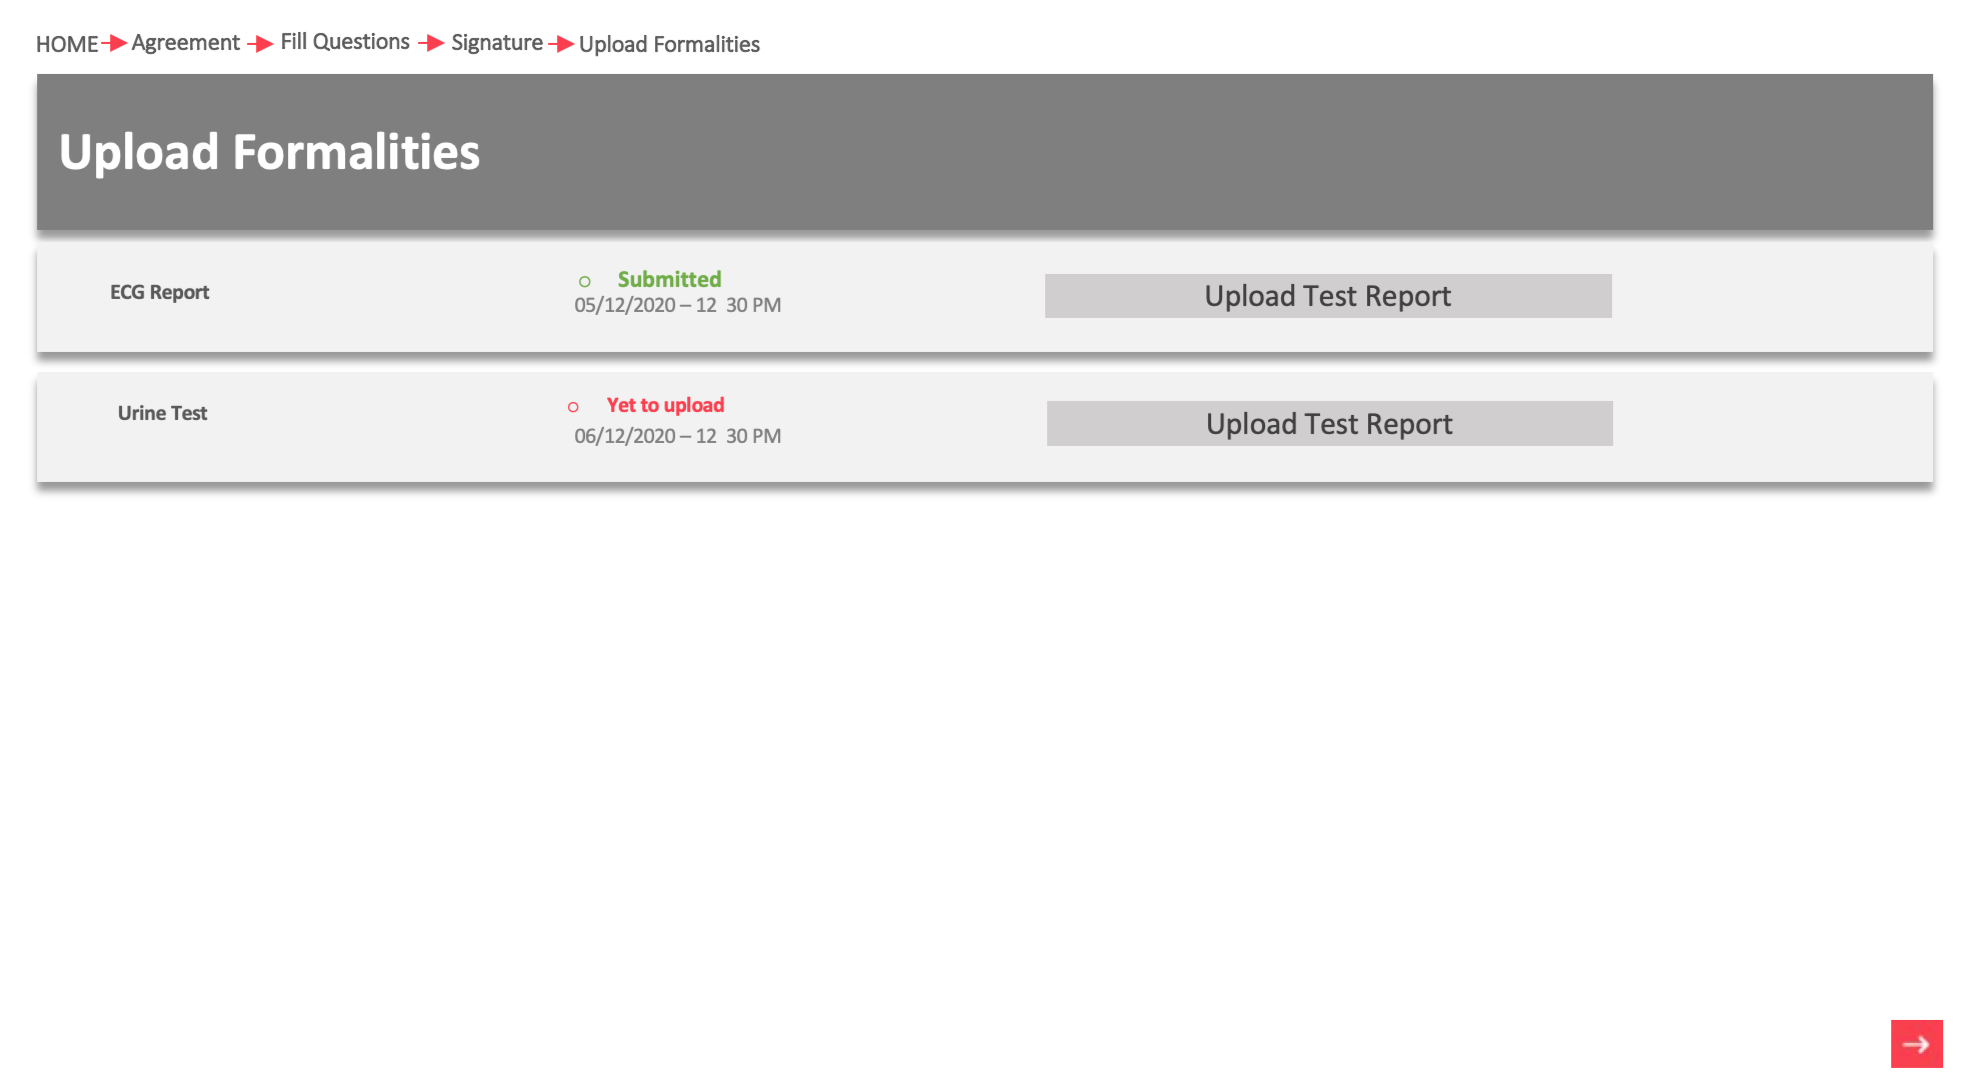 HOME Agreement Fill Questions Signature Upload Formalities
Upload Formalities
ECG Report
Submitted
05/12/2020 – 12 30 PM
Upload Test Report
Urine Test
Yet to upload
06/12/2020 – 12 30 PM
Upload Test Report